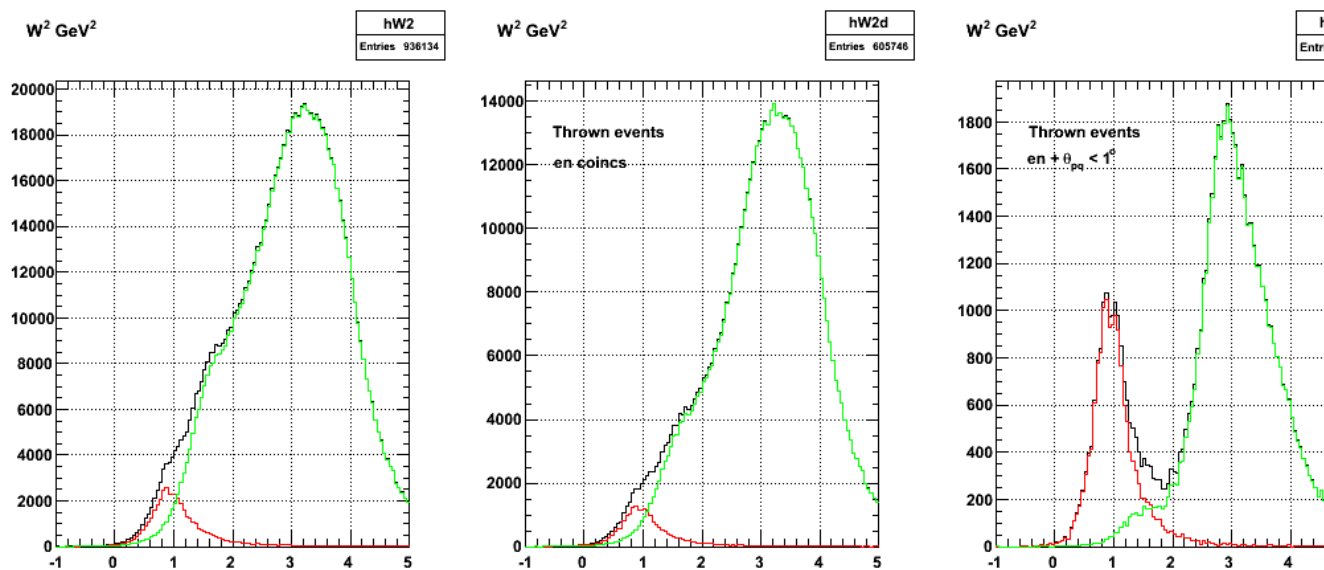 W² GeV²
hW2
Entries 936134
20000
18000
16000
14000
12000
10000
8000
6000
4000
2000
0
-1 0 1 2 3 4 5
W² GeV²
hW2d
Entries 605746
Thrown events
en coincs
14000
12000
10000
8000
6000
4000
2000
0
-1 0 1 2 3 4 5
W² GeV²
Thrown events
en + θpq < 1°
1800
1600
1400
1200
1000
800
600
400
200
0
-1 0 1 2 3 4